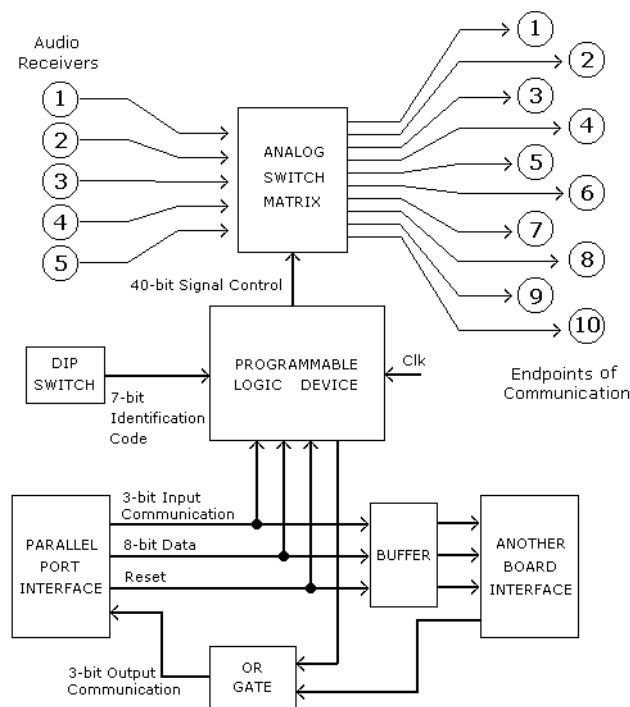 Audio
Receivers
1
2
3
4
5
ANALOG
SWITCH
MATRIX
1
2
3
4
5
6
7
8
9
10
Endpoints of
Communication
40-bit Signal Control
DIP
SWITCH
7-bit
Identification
Code
PROGRAMMABLE
LOGIC DEVICE
Clk
PARALLEL
PORT
INTERFACE
3-bit Input
Communication
8-bit Data
Reset
BUFFER
ANOTHER
BOARD
INTERFACE
3-bit Output
Communication
OR
GATE